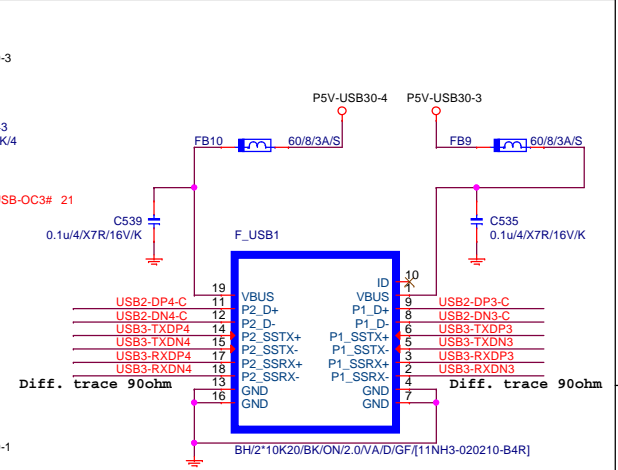 -3
P5V-USB30-4 P5V-USB30-3
3
K/4
FB10 60/8/3A/S FB9 60/8/3A/S
SB-OC3# 21
C539
0.1u/4/X7R/16V/K
F_USB1
C535
0.1u/4/X7R/16V/K
ID 10
19 VBUS VBUS 1
USB2-DP4-C 11 P2_D+ P1_D+ 9 USB2-DP3-C
USB2-DN4-C 12 P2_D- P1_D- 8 USB2-DN3-C
USB3-TXDP4 14 P2_SSTX+ P1_SSTX+ 6 USB3-TXDP3
USB3-TXDN4 15 P2_SSTX- P1_SSTX- 5 USB3-TXDN3
USB3-RXDP4 17 P2_SSRX+ P1_SSRX+ 3 USB3-RXDP3
USB3-RXDN4 18 P2_SSRX- P1_SSRX- 2 USB3-RXDN3
Diff. trace 90ohm 13 GND GND 4 Diff. trace 90ohm
16 GND GND 7
-1
BH/2*10K20/BK/ON/2.0/VA/D/GF/[11NH3-020210-B4R]